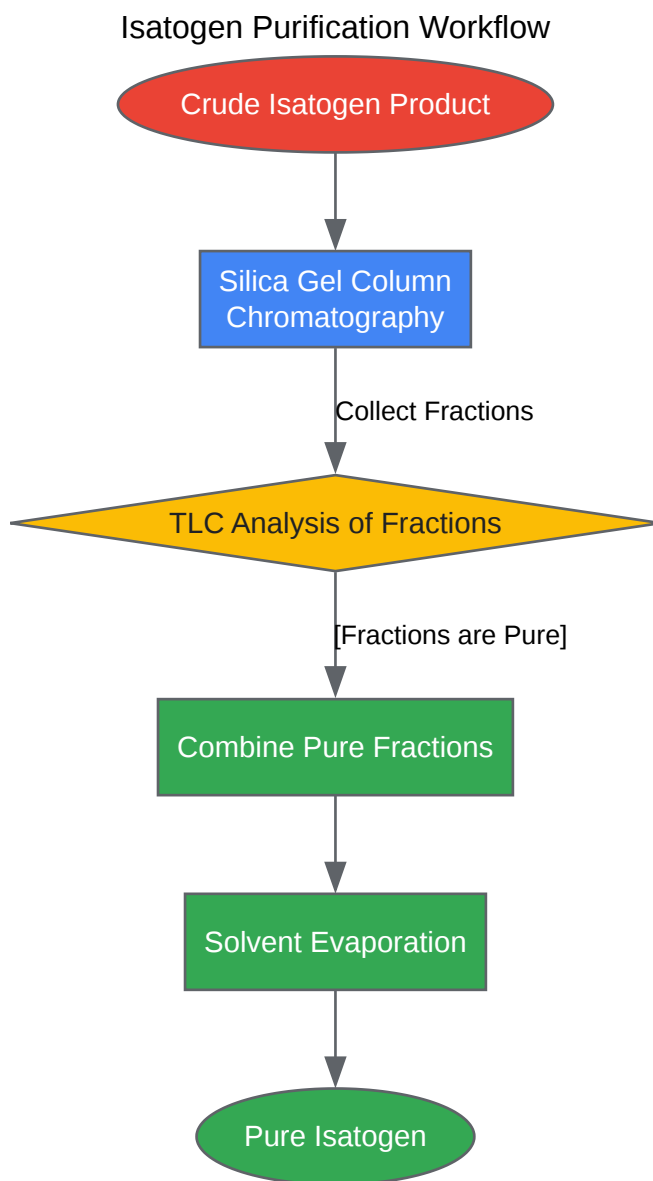 Isatogen Purification Workflow
Crude Isatogen Product
Silica Gel Column
Chromatography
Collect Fractions
TLC Analysis of Fractions
[Fractions are Pure]
Combine Pure Fractions
Solvent Evaporation
Pure Isatogen